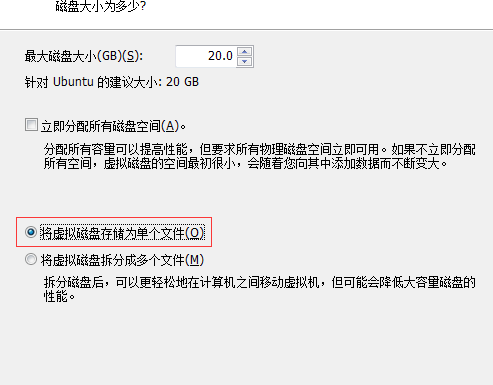 磁盘大小为多少?
最大磁盘大小(GB)(S): 20.0
针对 Ubuntu 的建议大小: 20 GB
立即分配所有磁盘空间(A)。
分配所有容量可以提高性能，但要求所有物理磁盘空间立即可用。如果不立即分配
所有空间，虚拟磁盘的空间最初很小，会随着您向其中添加数据而不断变大。
将虚拟磁盘存储为单个文件(O)
将虚拟磁盘拆分成多个文件(M)
拆分磁盘后，可以更轻松地在计算机之间移动虚拟机，但可能会降低大容量磁盘的
性能。